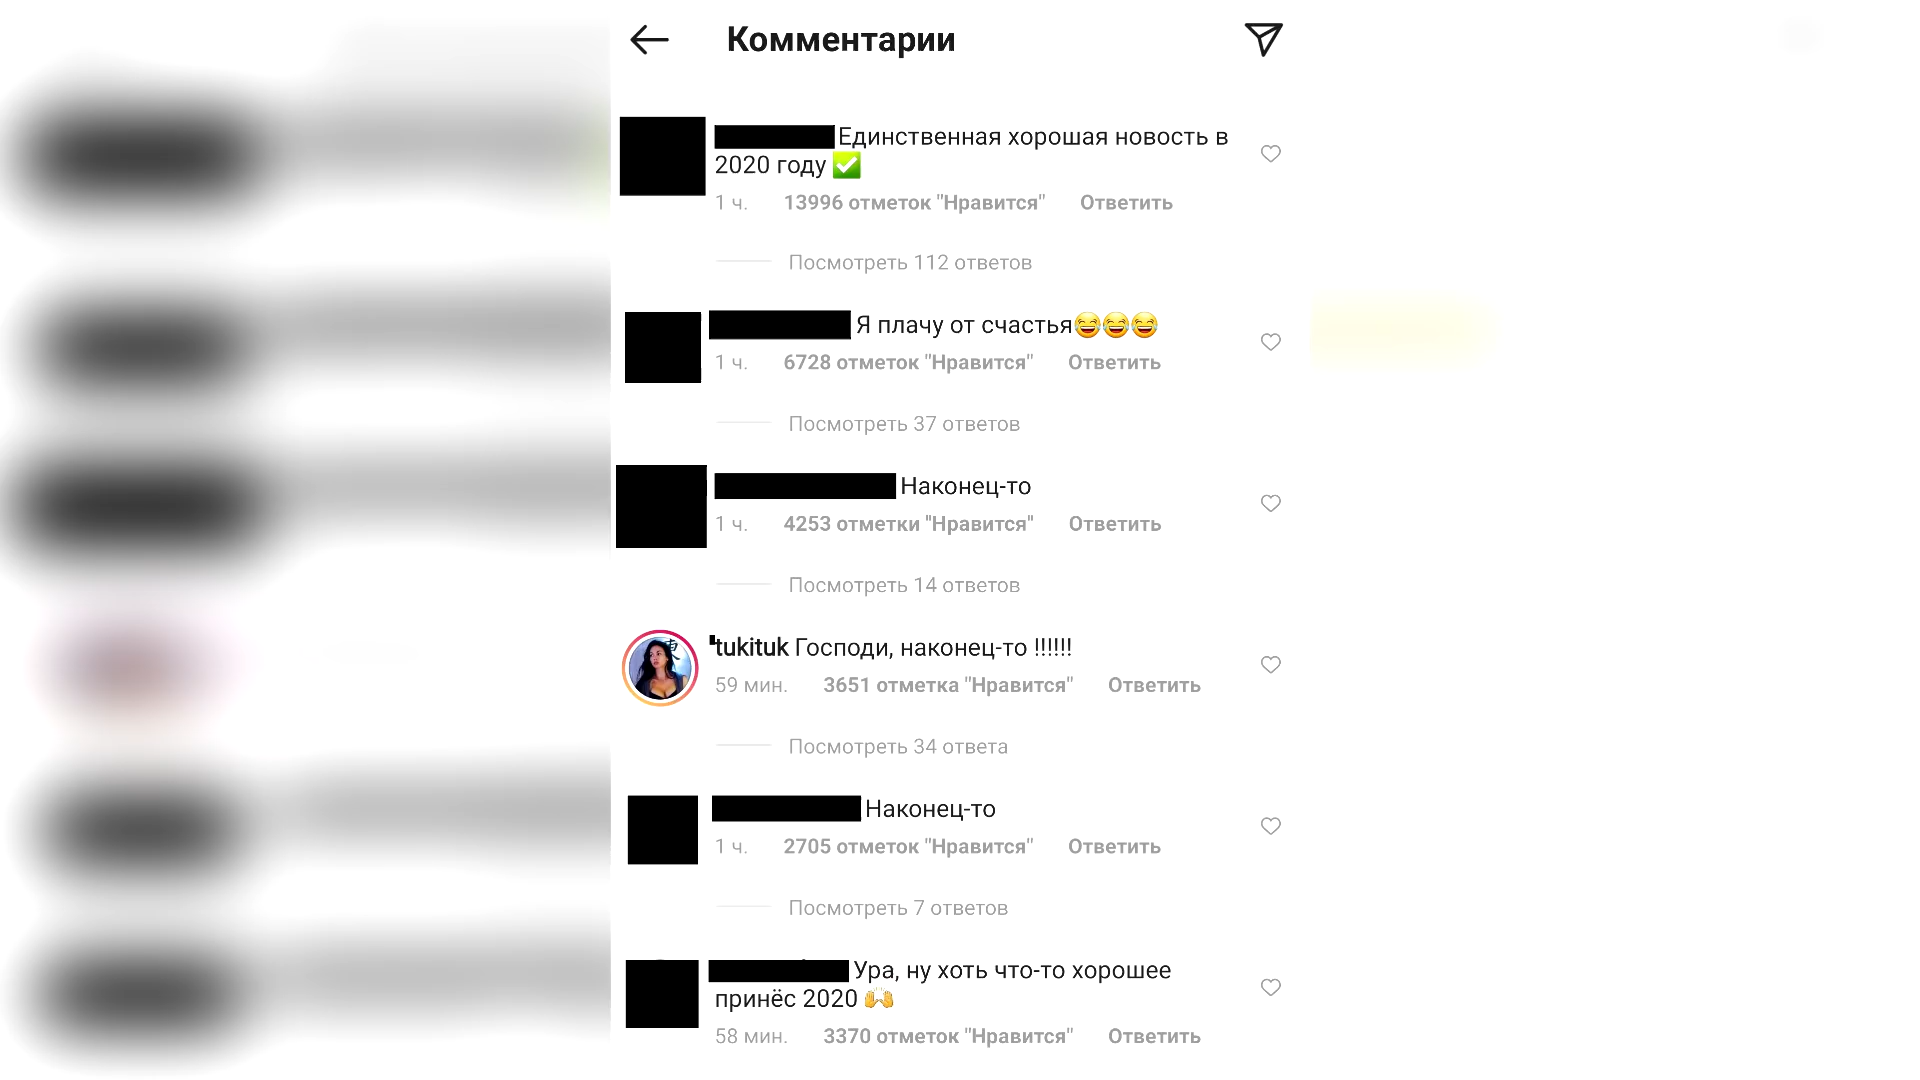 Комментарии
Единственная хорошая новость в
2020 году ✅
1 ч. 13996 отметок "Нравится" Ответить
Посмотреть 112 ответов
Я плачу от счастья😂😂😂
1 ч. 6728 отметок "Нравится" Ответить
Посмотреть 37 ответов
Наконец-то
1 ч. 4253 отметки "Нравится" Ответить
Посмотреть 14 ответов
tukituk Господи, наконец-то !!!!!!
59 мин. 3651 отметка "Нравится" Ответить
Посмотреть 34 ответа
Наконец-то
1 ч. 2705 отметок "Нравится" Ответить
Посмотреть 7 ответов
Ура, ну хоть что-то хорошее
принёс 2020 🙌
58 мин. 3370 отметок "Нравится" Ответить